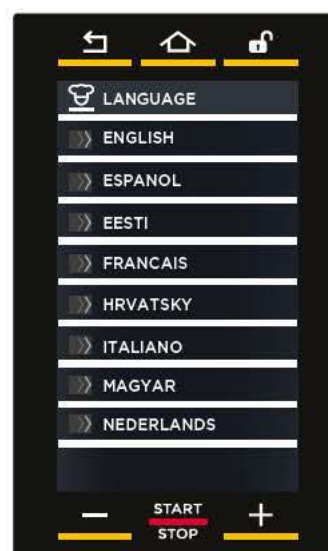 LANGUAGE
ENGLISH
ESPANOL
EESTI
FRANCAIS
HRVATSKY
ITALIANO
MAGYAR
NEDERLANDS
START
STOP